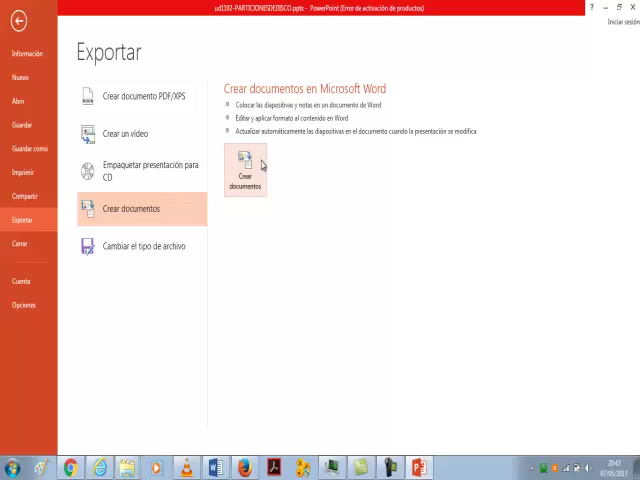 ud1302-PARTICIONESDEDISCO.pptx - PowerPoint (Error de activación de productos)
Iniciar sesión
Información
Nuevo
Abrir
Guardar
Guardar como
Imprimir
Compartir
Exportar
Cerrar
Cuenta
Opciones
Exportar
Crear documento PDF/XPS
Crear un vídeo
Empaquetar presentación para
CD
Crear documentos
Cambiar el tipo de archivo
Crear documentos en Microsoft Word
Colocar las diapositivas y notas en un documento de Word
Editar y aplicar formato al contenido en Word
Actualizar automáticamente las diapositivas en el documento cuando la presentación se modifica
Crear
documentos
20:43
07/05/2017